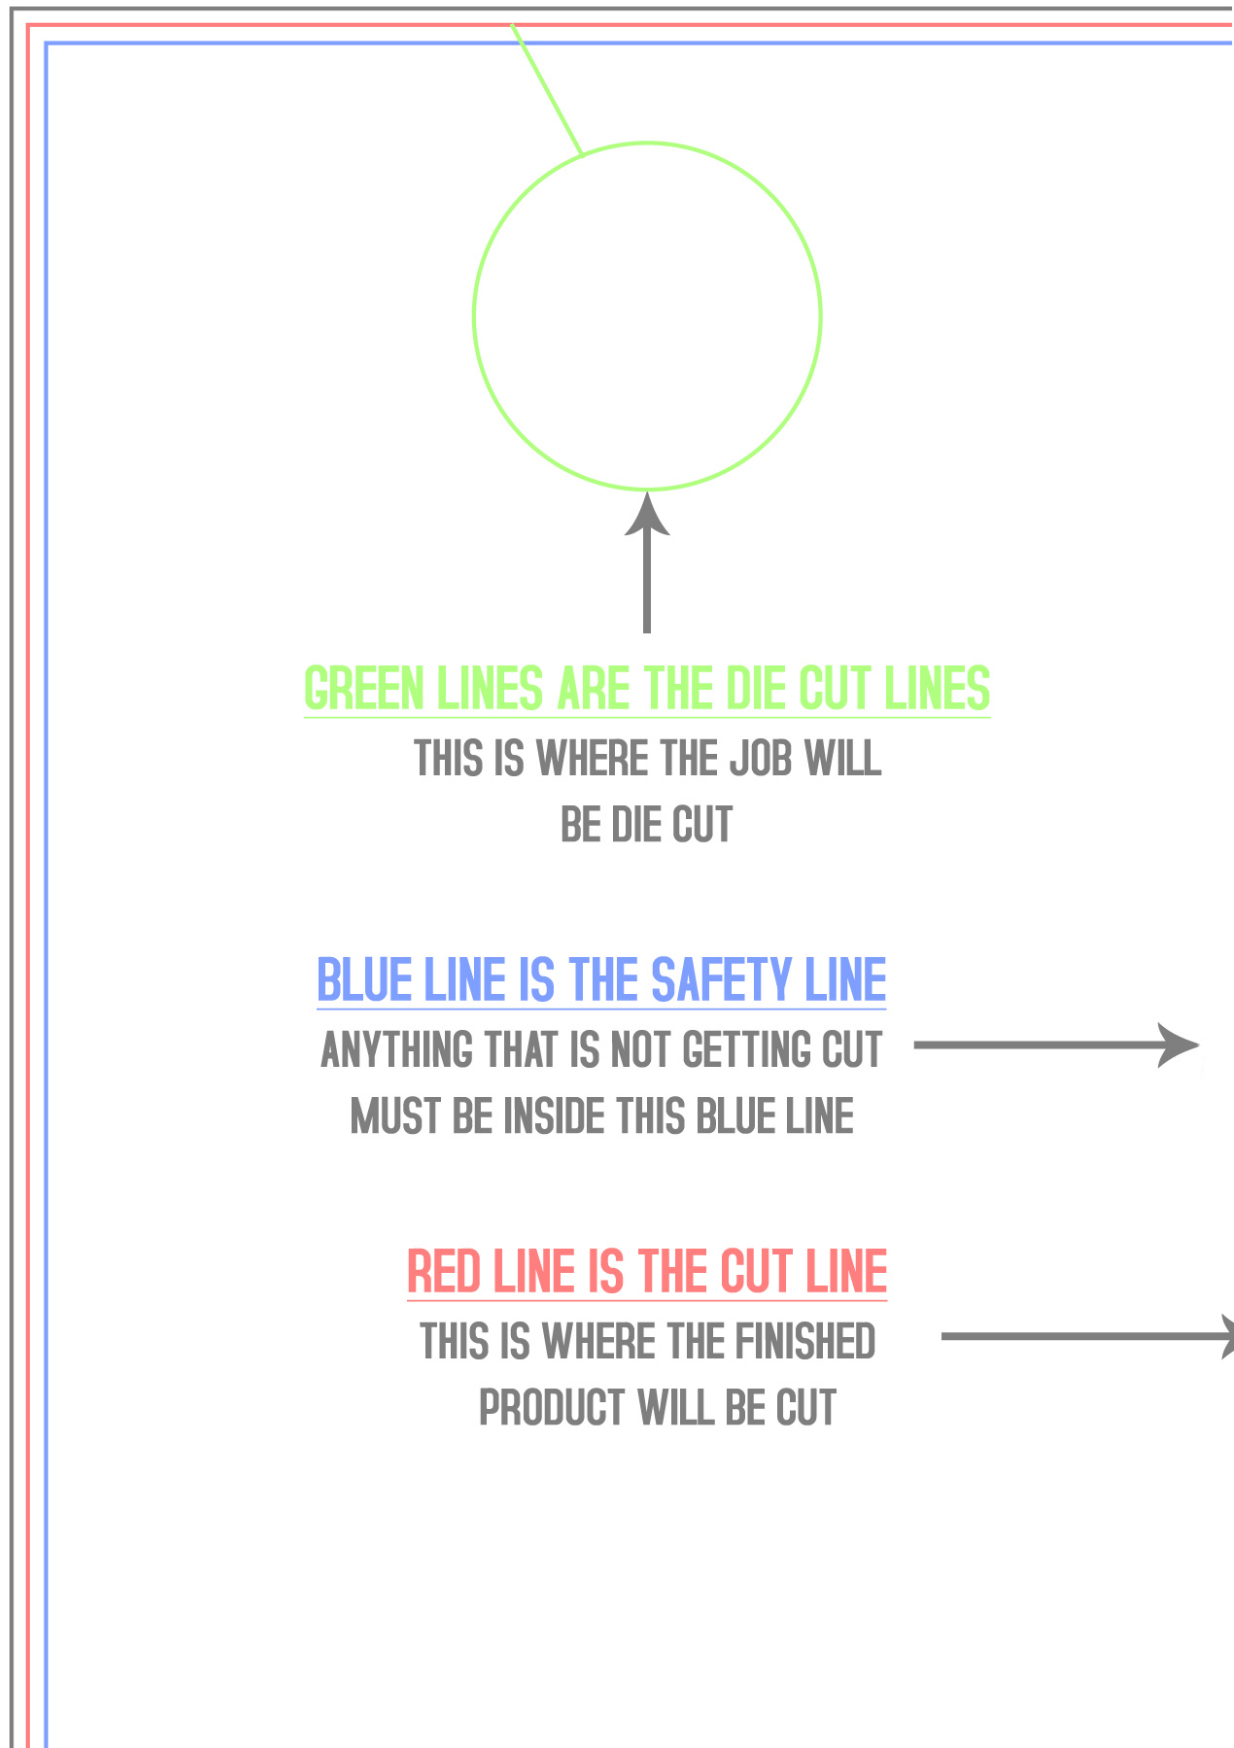 GREEN LINES ARE THE DIE CUT LINES
THIS IS WHERE THE JOB WILL
BE DIE CUT
BLUE LINE IS THE SAFETY LINE
ANYTHING THAT IS NOT GETTING CUT
MUST BE INSIDE THIS BLUE LINE
RED LINE IS THE CUT LINE
THIS IS WHERE THE FINISHED
PRODUCT WILL BE CUT